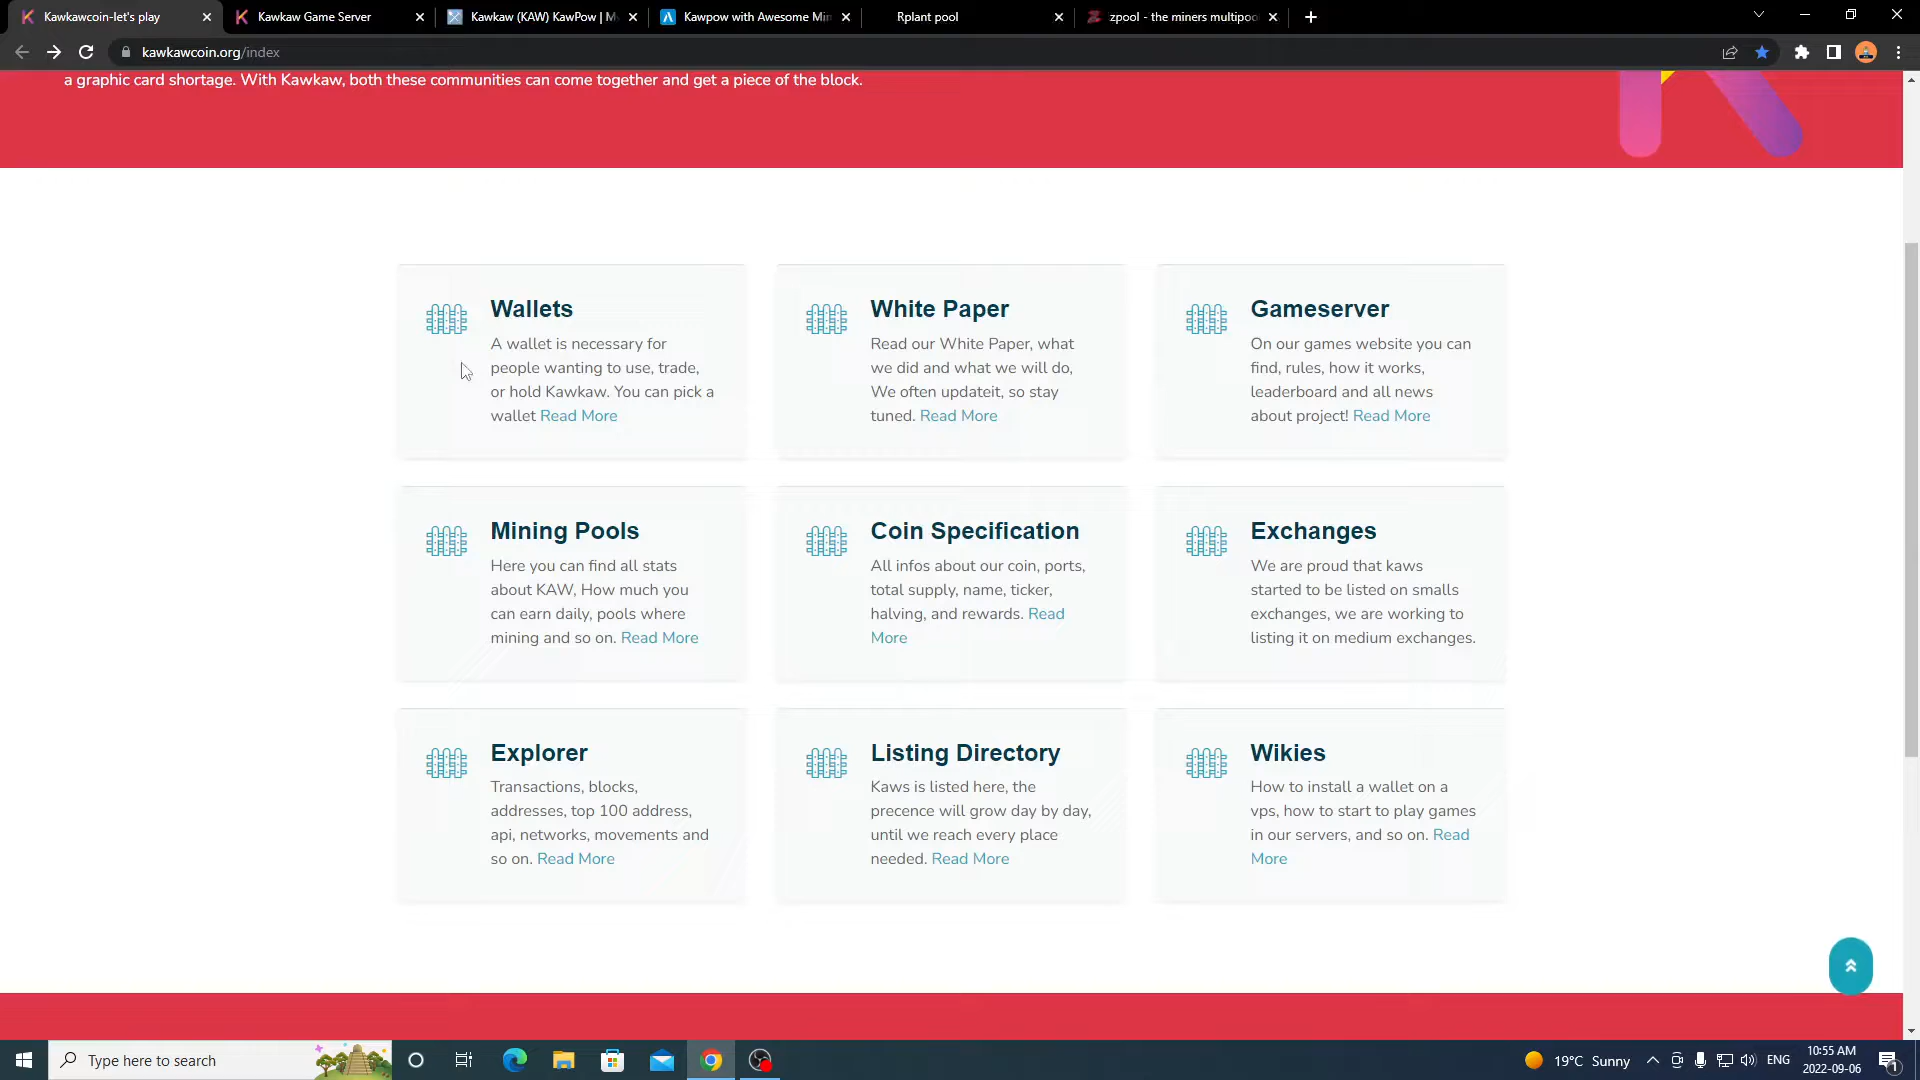 Kawkawcoin-let's play
Kawkaw Game Server
Kawkaw (KAW) KawPow | M
Kawpow with Awesome Min
Rplant pool
zpool - the miners multipoo
kawkawcoin.org/index
a graphic card shortage. With Kawkaw, both these communities can come together and get a piece of the block.
Wallets
A wallet is necessary for
people wanting to use, trade,
or hold Kawkaw. You can pick a
wallet Read More
White Paper
Read our White Paper, what
we did and what we will do,
We often updateit, so stay
tuned. Read More
Gameserver
On our games website you can
find, rules, how it works,
leaderboard and all news
about project! Read More
Mining Pools
Here you can find all stats
about KAW, How much you
can earn daily, pools where
mining and so on. Read More
Coin Specification
All infos about our coin, ports,
total supply, name, ticker,
halving, and rewards. Read
More
Exchanges
We are proud that kaws
started to be listed on smalls
exchanges, we are working to
listing it on medium exchanges.
Explorer
Transactions, blocks,
addresses, top 100 address,
api, networks, movements and
so on. Read More
Listing Directory
Kaws is listed here, the
precence will grow day by day,
until we reach every place
needed. Read More
Wikies
How to install a wallet on a
vps, how to start to play games
in our servers, and so on. Read
More
Type here to search
19°C Sunny
ENG
10:55 AM
2022-09-06
1